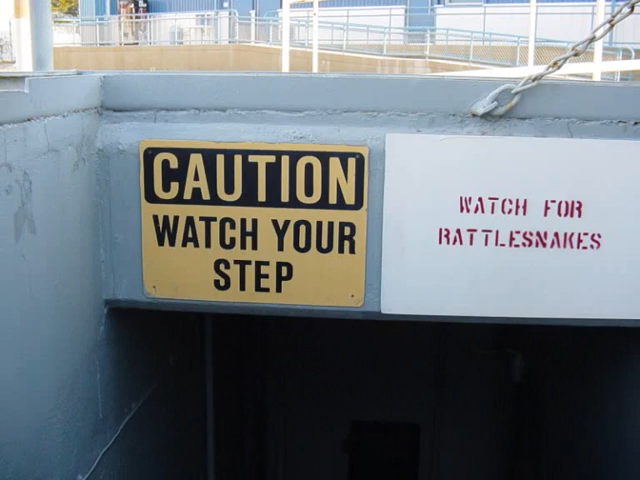 CAUTION
WATCH YOUR
STEP
WATCH FOR
RATTLESNAKES